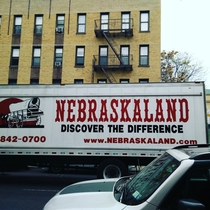 NEBRASKALAND
DISCOVER THE DIFFERENCE
842-0700
www.NEBRASKALAND.com